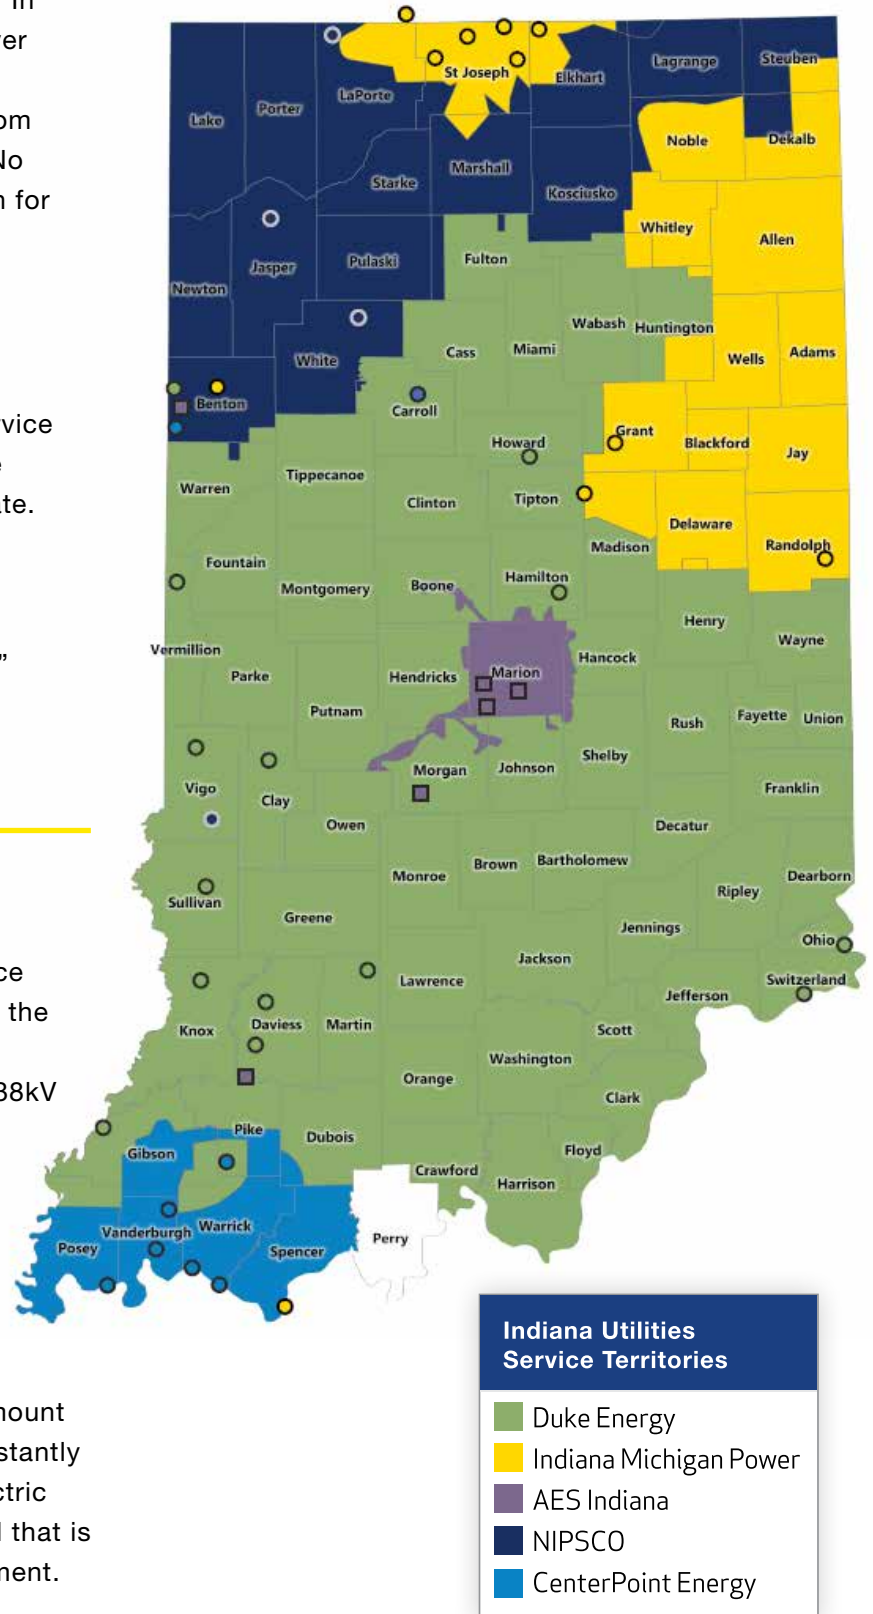 in
er
om
No
n for
vice
e
te.
”
ce
the
38kV
nount
stantly
ctric
l that is
nent.
St Joseph
Elkhart
Lagrange
Steuben
LaPorte
Porter
Lake
Noble
Dekalb
Marshall
Starke
Kosciusko
Whitley
Allen
Fulton
Pulaski
Jasper
Newton
Wabash
Huntington
Miami
Cass
White
Wells
Adams
Benton
Carroll
Grant
Blackford
Howard
Jay
Tippecanoe
Warren
Clinton
Tipton
Delaware
Randolph
Madison
Fountain
Montgomery
Boone
Hamilton
Henry
Wayne
Vermillion
Parke
Hendricks
Marion
Hancock
Putnam
Rush
Fayette
Union
Shelby
Johnson
Morgan
Vigo
Clay
Franklin
Owen
Decatur
Monroe
Brown
Bartholomew
Dearborn
Ripley
Sullivan
Greene
Jennings
Ohio
Jackson
Lawrence
Switzerland
Jefferson
Knox
Daviess
Martin
Scott
Washington
Orange
Clark
Pike
Dubois
Gibson
Floyd
Crawford
Harrison
Vanderburgh
Warrick
Posey
Spencer
Perry
Indiana Utilities
Service Territories
Duke Energy
Indiana Michigan Power
AES Indiana
NIPSCO
CenterPoint Energy